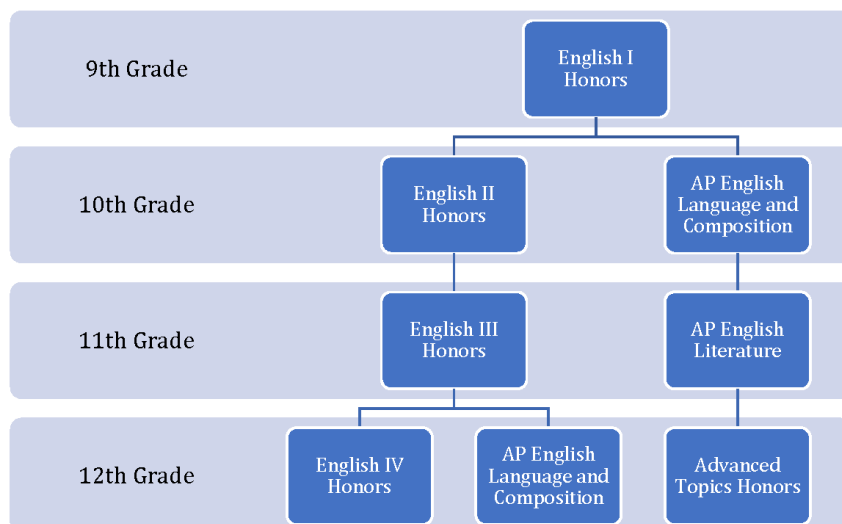 9th Grade
English I
Honors
10th Grade
English II
Honors
AP English
Language and
Composition
11th Grade
English III
Honors
AP English
Literature
12th Grade
English IV
Honors
AP English
Language and
Composition
Advanced
Topics Honors